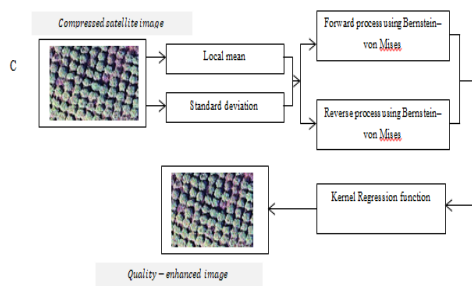 Compressed satellite image
C
Local mean
Standard deviation
Forward process using Bernstein–
von Mises
Reverse process using Bernstein–
von Mises
Kernel Regression function
Quality – enhanced image